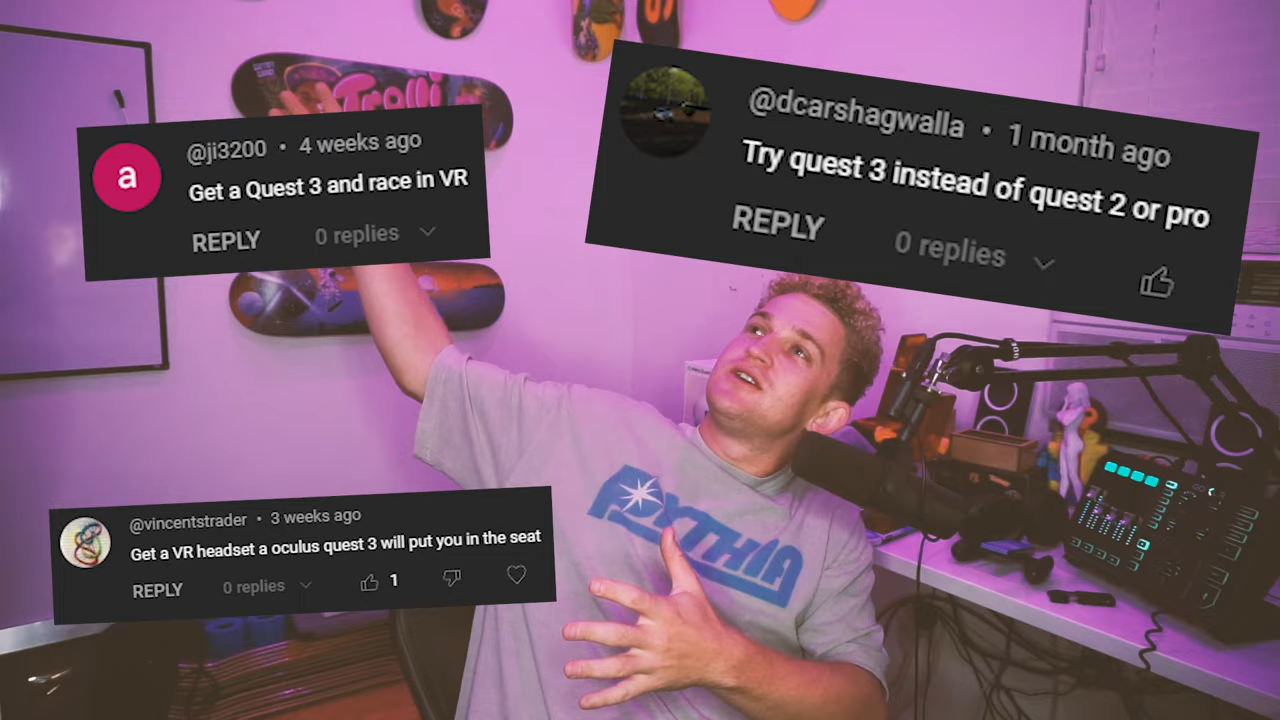 Trolli
@ji3200 • 4 weeks ago
Get a Quest 3 and race in VR
REPLY 0 replies
a
@dcarshagwalla • 1 month ago
Try quest 3 instead of quest 2 or pro
REPLY 0 replies
@vincentstrader • 3 weeks ago
Get a VR headset a oculus quest 3 will put you in the seat
REPLY 0 replies 1